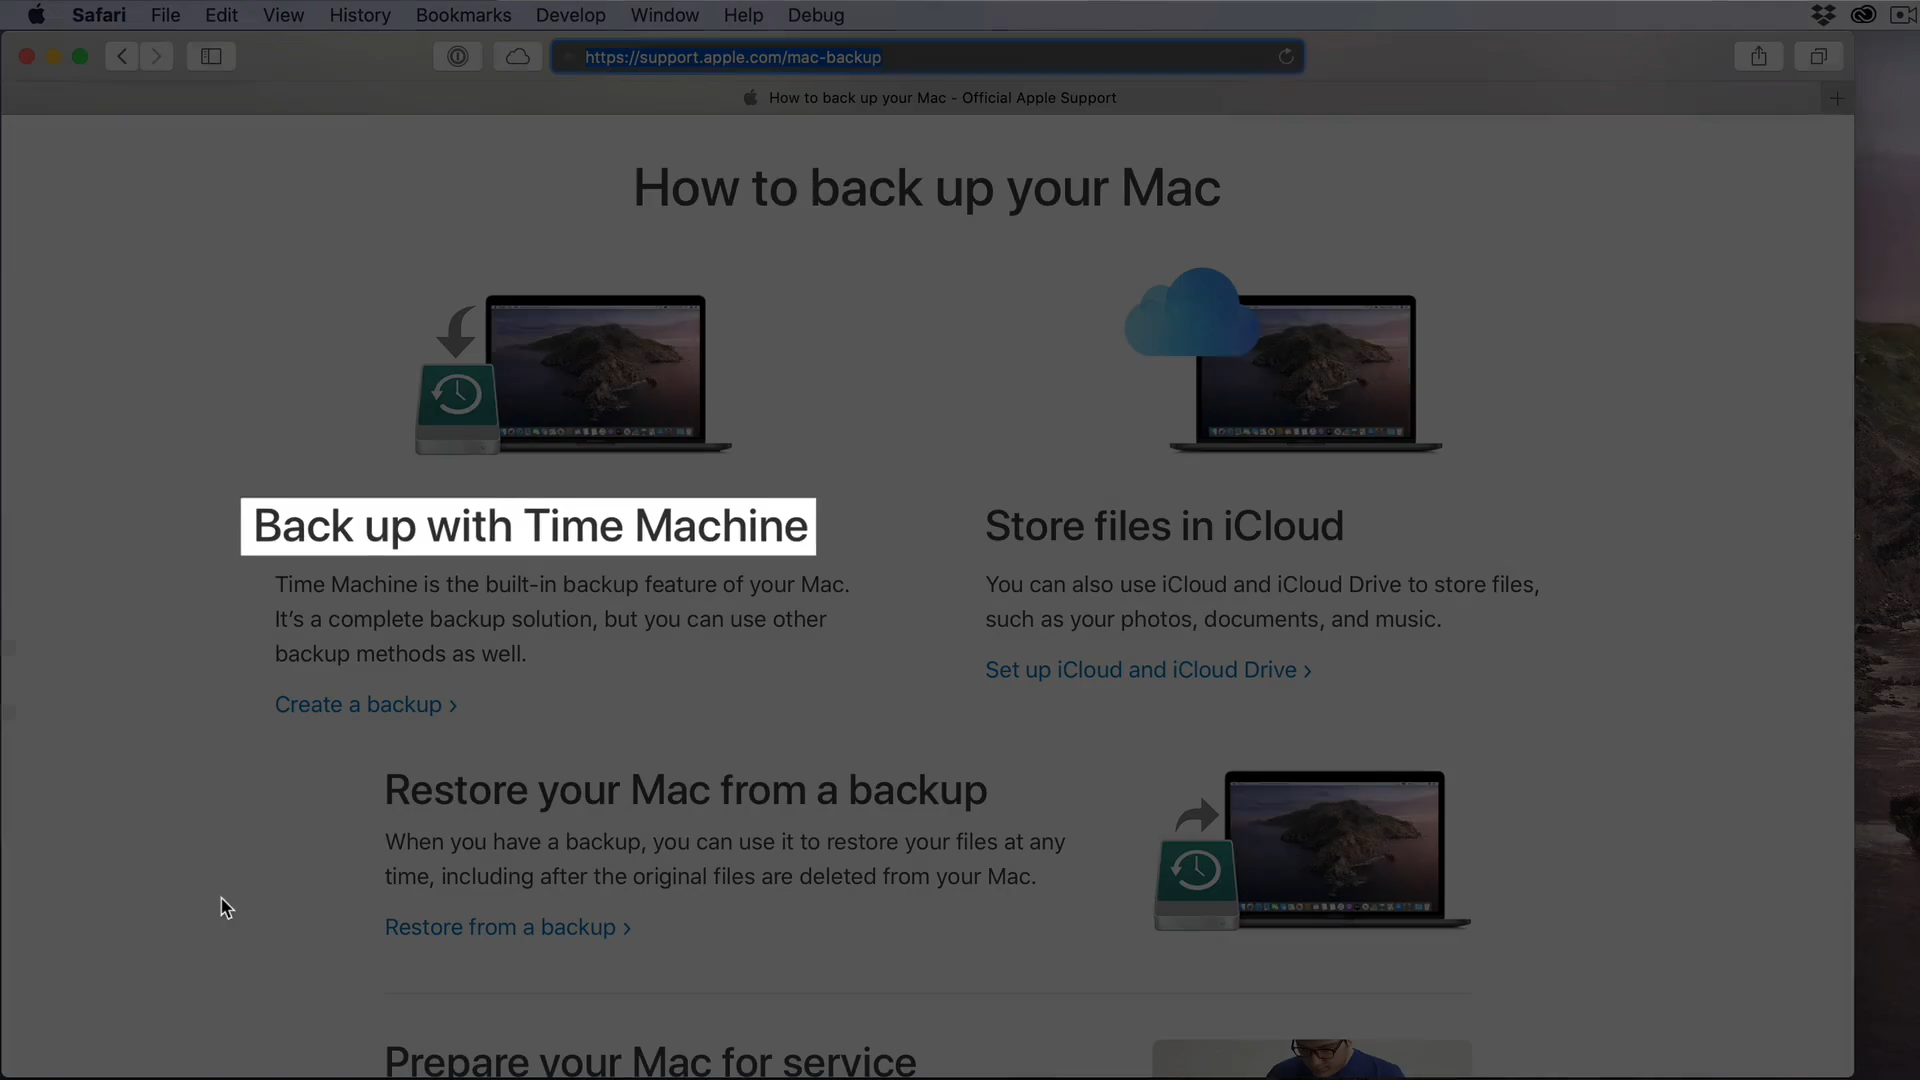 Safari File Edit View History Bookmarks Develop Window Help Debug
https://support.apple.com/mac-backup
How to back up your Mac - Official Apple Support
How to back up your Mac
Back up with Time Machine
Time Machine is the built-in backup feature of your Mac.
It’s a complete backup solution, but you can use other
backup methods as well.
Create a backup ›
Store files in iCloud
You can also use iCloud and iCloud Drive to store files,
such as your photos, documents, and music.
Set up iCloud and iCloud Drive ›
Restore your Mac from a backup
When you have a backup, you can use it to restore your files at any
time, including after the original files are deleted from your Mac.
Restore from a backup ›
Prepare your Mac for service